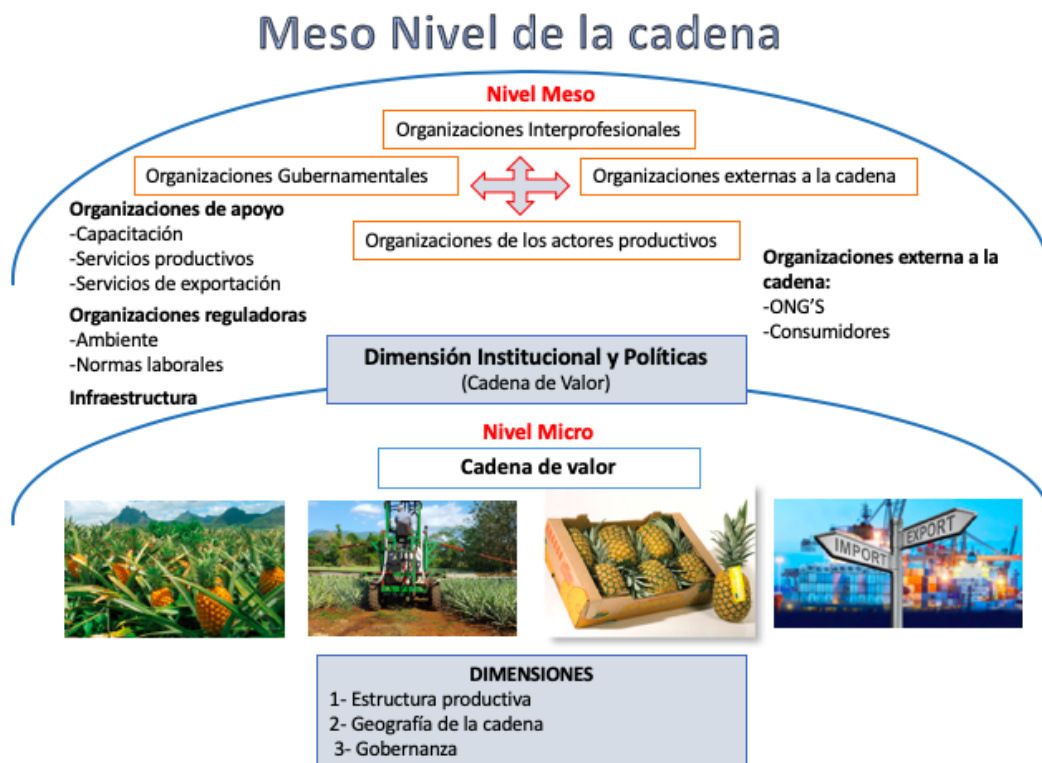 Meso Nivel de la cadena
Nivel Meso
Organizaciones Interprofesionales
Organizaciones Gubernamentales
Organizaciones externas a la cadena
Organizaciones de los actores productivos
Organizaciones de apoyo
-Capacitación
-Servicios productivos
-Servicios de exportación
Organizaciones reguladoras
-Ambiente
-Normas laborales
Infraestructura
Organizaciones externa a la
cadena:
-ONG'S
-Consumidores
Dimensión Institucional y Políticas
(Cadena de Valor)
Nivel Micro
Cadena de valor
IMPORT
EXPORT
DIMENSIONES
1- Estructura productiva
2- Geografía de la cadena
3- Gobernanza